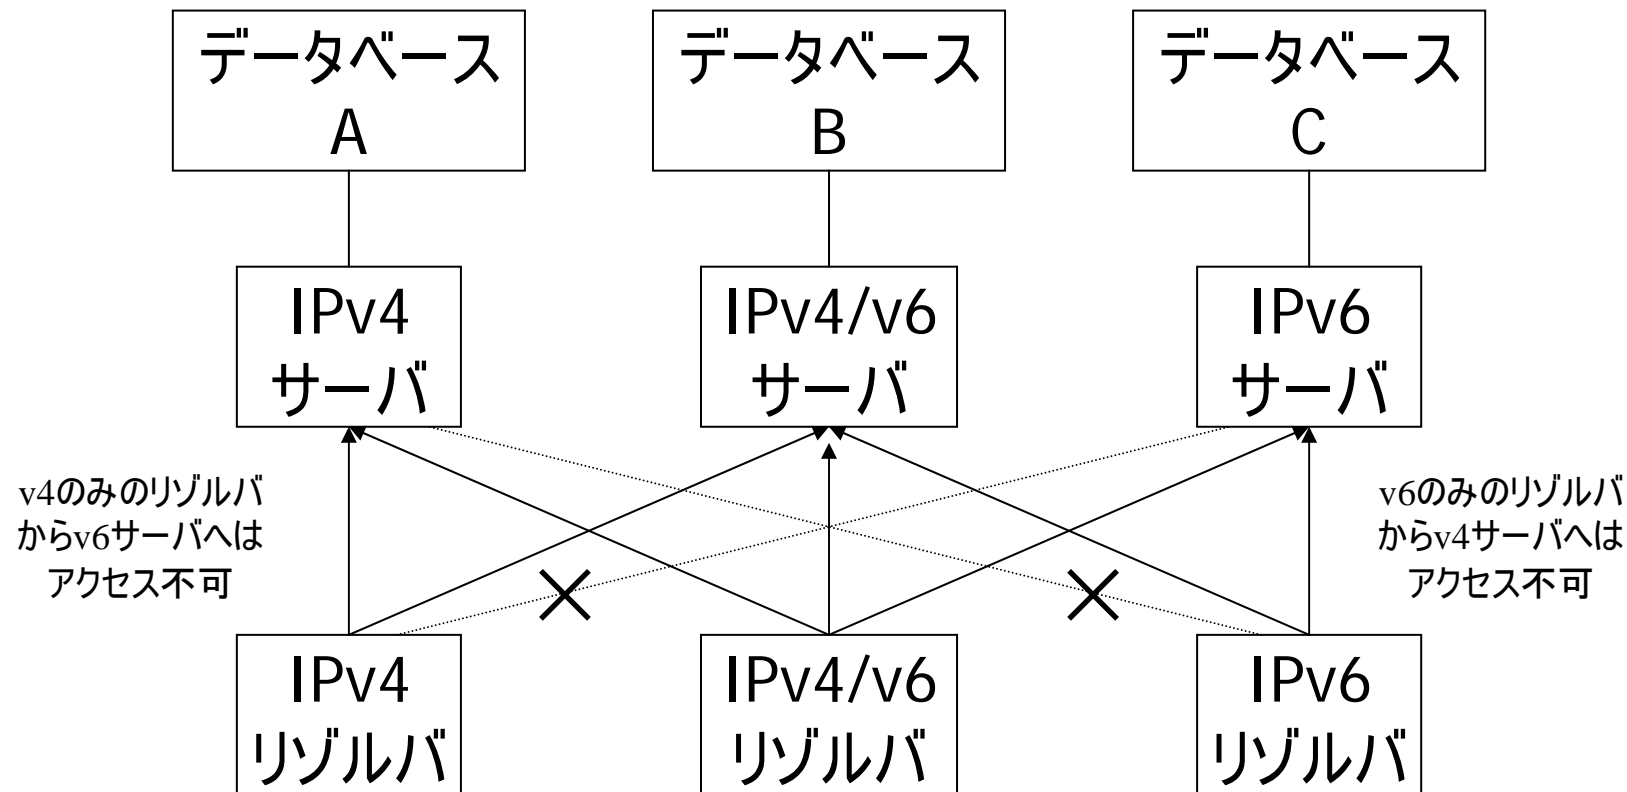 データベース
A
データベース
B
データベース
C
IPv4
サーバ
IPv4/v6
サーバ
IPv6
サーバ
v4のみのリゾルバ
からv6サーバへは
アクセス不可
v6のみのリゾルバ
からv4サーバへは
アクセス不可
IPv4
リゾルバ
IPv4/v6
リゾルバ
IPv6
リゾルバ